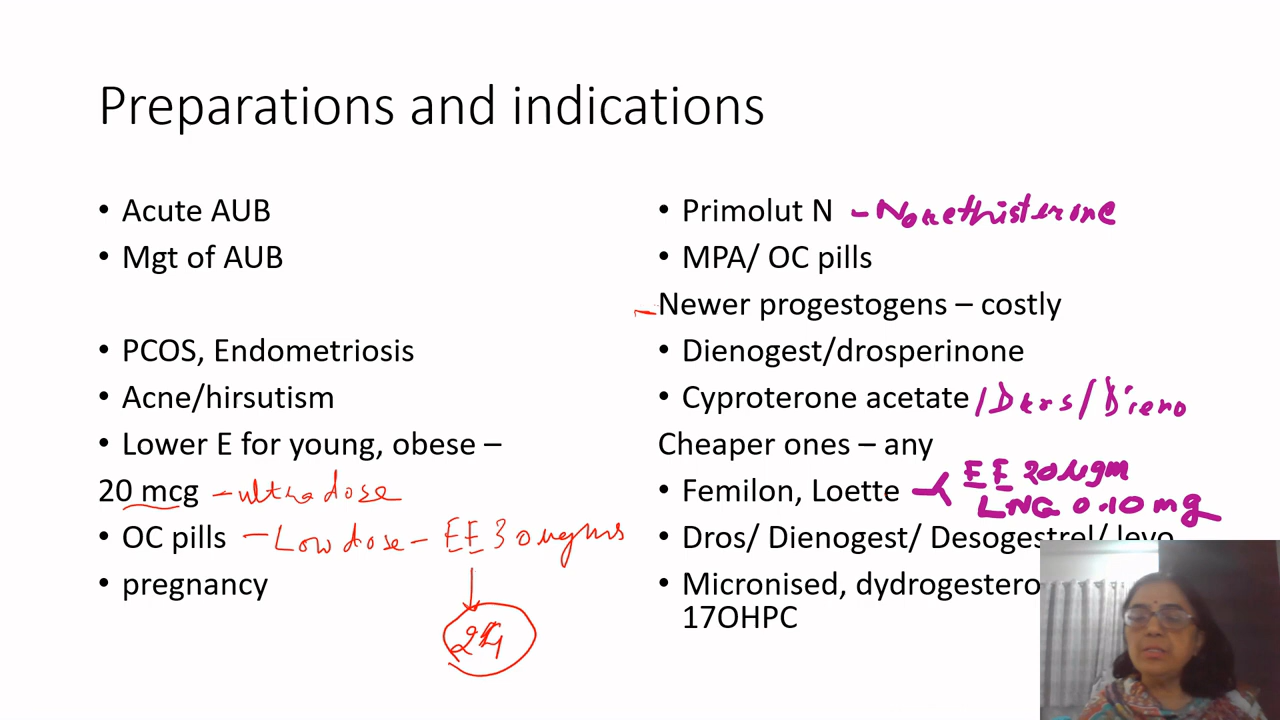 Preparations and indications
• Acute AUB
• Mgt of AUB
• PCOS, Endometriosis
• Acne/hirsutism
• Lower E for young, obese –
20 mcg – ultra dose
• OC pills – Low dose – EE 30 ugms
24
• pregnancy
• Primolut N – Norethisterone
• MPA/ OC pills
– Newer progestogens – costly
• Dienogest/drosperinone
• Cyproterone acetate /Dros/Dieno
Cheaper ones – any
• Femilon, Loette – EE 20 ugm
LNG 0.10 mg
• Dros/ Dienogest/ Desogestrel/ levo
• Micronised,
17OHPC